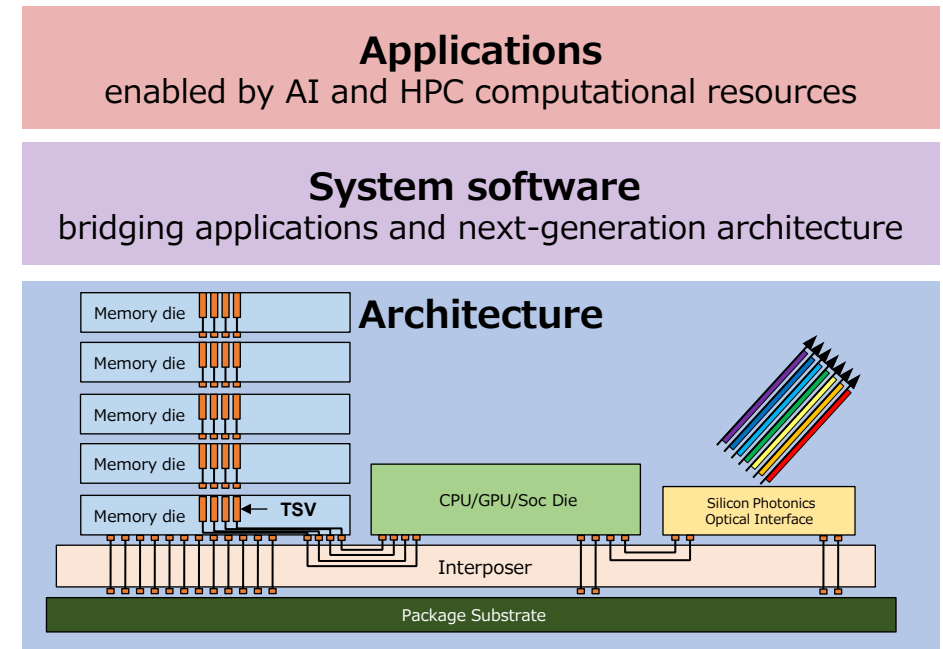 Applications
enabled by AI and HPC computational resources
System software
bridging applications and next-generation architecture
Architecture
Memory die
Memory die
Memory die
Memory die
Memory die
TSV
CPU/GPU/Soc Die
Silicon Photonics
Optical Interface
Interposer
Package Substrate